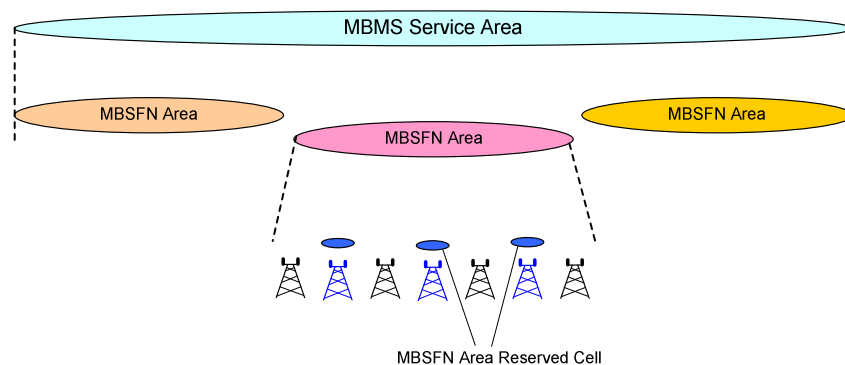 MBMS Service Area
MBSFN Area
MBSFN Area
MBSFN Area
MBSFN Area Reserved Cell